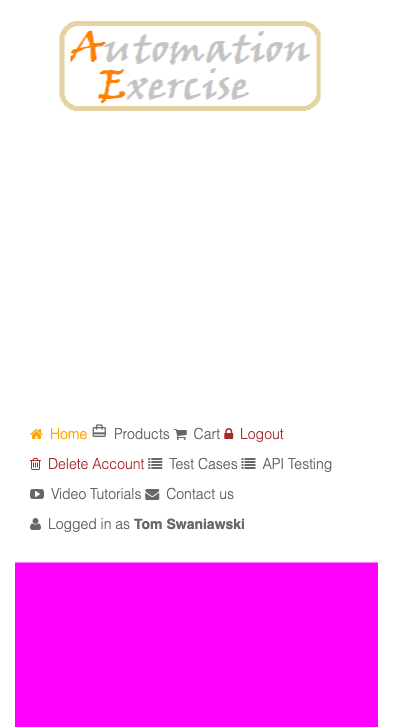 Automation
Exercise
Home Products Cart Logout
Delete Account Test Cases API Testing
Video Tutorials Contact us
Logged in as Tom Swaniawski